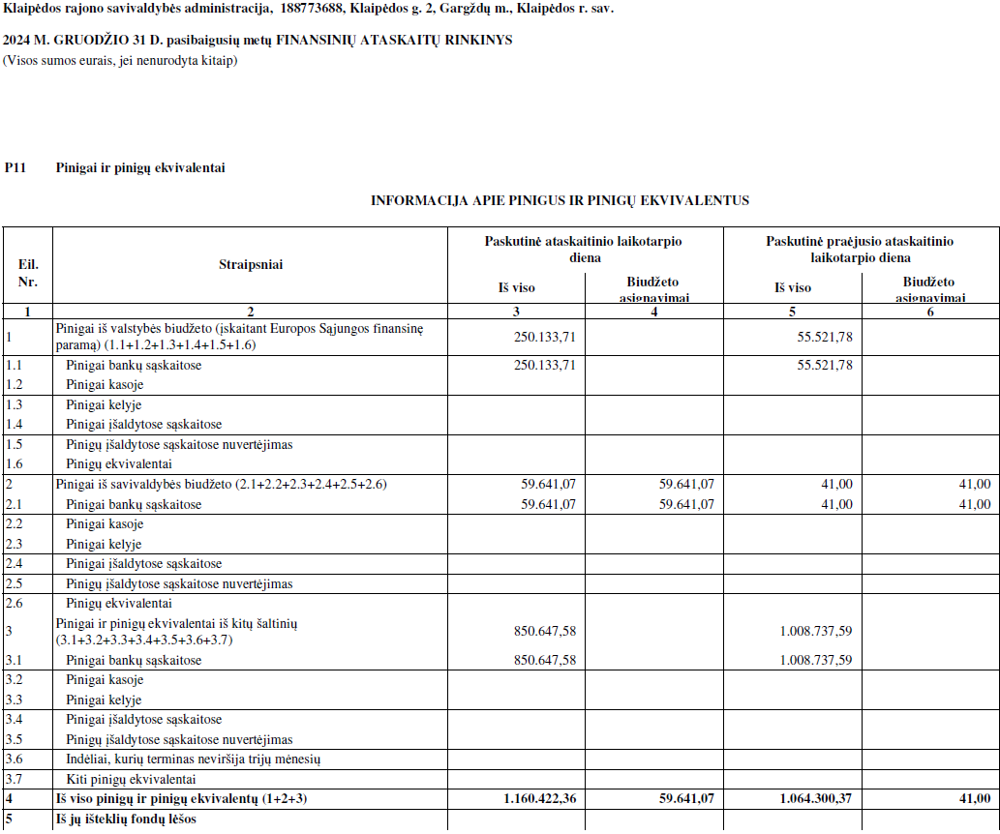 Klaipėdos rajono savivaldybės administracija, 188773688, Klaipėdos g. 2, Gargždų m., Klaipėdos r. sav.
2024 M. GRUODŽIO 31 D. pasibaigusių metų FINANSINIŲ ATASKAITŲ RINKINYS
(Visos sumos eurais, jei nenurodyta kitaip)
P11 Pinigai ir pinigų ekvivalentai
INFORMACIJA APIE PINIGUS IR PINIGŲ EKVIVALENTUS
Eil. Nr. Straipsniai Paskutinė ataskaitinio laikotarpio diena Paskutinė praėjusio ataskaitinio laikotarpio diena
Iš viso Biudžeto asignavimai Iš viso Biudžeto asignavimai
1 2 3 4 5 6
1 Pinigai iš valstybės biudžeto (įskaitant Europos Sąjungos finansinę
paramą) (1.1+1.2+1.3+1.4+1.5+1.6) 250.133,71 55.521,78
1.1 Pinigai bankų sąskaitose 250.133,71 55.521,78
1.2 Pinigai kasoje
1.3 Pinigai kelyje
1.4 Pinigai įšaldytose sąskaitose
1.5 Pinigų įšaldytose sąskaitose nuvertėjimas
1.6 Pinigų ekvivalentai
2 Pinigai iš savivaldybės biudžeto (2.1+2.2+2.3+2.4+2.5+2.6) 59.641,07 59.641,07 41,00 41,00
2.1 Pinigai bankų sąskaitose 59.641,07 59.641,07 41,00 41,00
2.2 Pinigai kasoje
2.3 Pinigai kelyje
2.4 Pinigai įšaldytose sąskaitose
2.5 Pinigų įšaldytose sąskaitose nuvertėjimas
2.6 Pinigų ekvivalentai
3 Pinigai ir pinigų ekvivalentai iš kitų šaltinių
(3.1+3.2+3.3+3.4+3.5+3.6+3.7) 850.647,58 1.008.737,59
3.1 Pinigai bankų sąskaitose 850.647,58 1.008.737,59
3.2 Pinigai kasoje
3.3 Pinigai kelyje
3.4 Pinigai įšaldytose sąskaitose
3.5 Pinigų įšaldytose sąskaitose nuvertėjimas
3.6 Indėliai, kurių terminas neviršija trijų mėnesių
3.7 Kiti pinigų ekvivalentai
4 Iš viso pinigų ir pinigų ekvivalentų (1+2+3) 1.160.422,36 59.641,07 1.064.300,37 41,00
5 Iš jų išteklių fondų lėšos